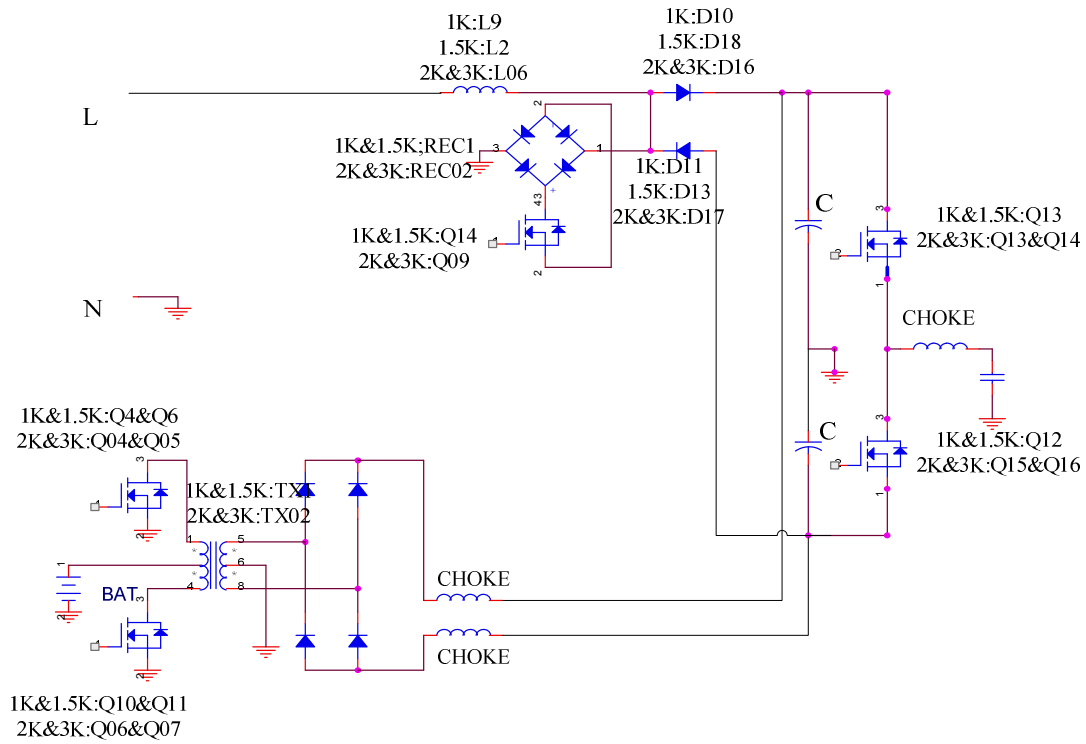 1K:L9
1.5K:L2
2K&3K:L06
1K:D10
1.5K:D18
2K&3K:D16
L
2
1K&1.5K;REC1
2K&3K:REC02
3
1
1K:D11
1.5K:D13
2K&3K:D17
43
1K&1.5K:Q14
2K&3K:Q09
2
C
3
1K&1.5K:Q13
2K&3K:Q13&Q14
1
N
CHOKE
1K&1.5K:Q4&Q6
2K&3K:Q04&Q05
C
3
1K&1.5K:Q12
2K&3K:Q15&Q16
1
3
1K&1.5K:TX1
2K&3K:TX02
2
1
5
6
4
8
1
BAT
2
3
CHOKE
CHOKE
2
1K&1.5K:Q10&Q11
2K&3K:Q06&Q07